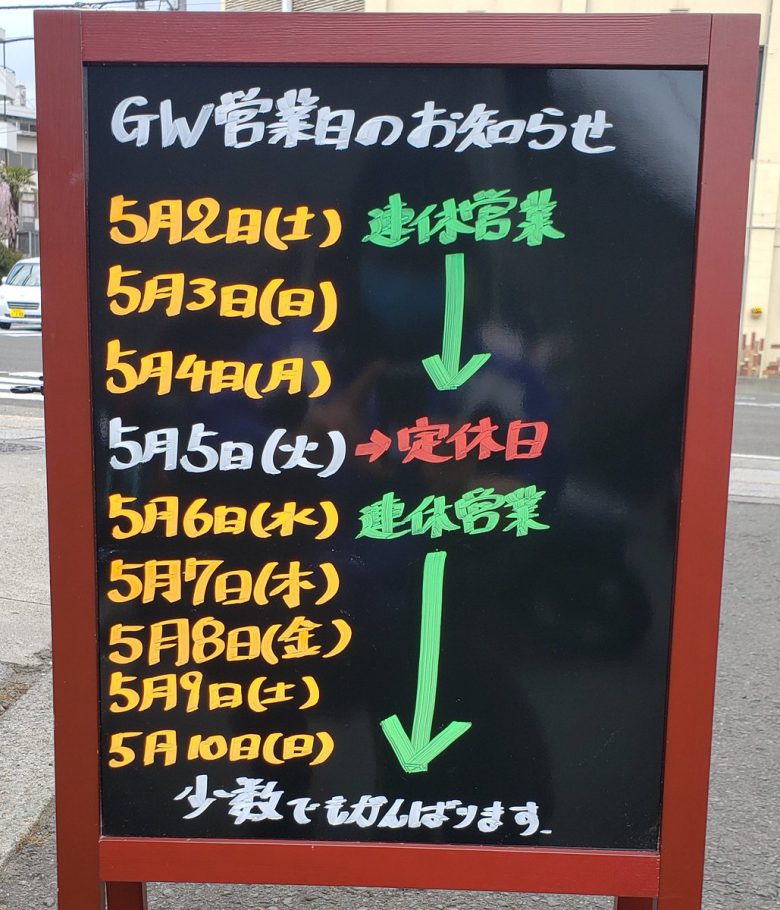 GW営業日のお知らせ
5月2日(土) 連休営業
5月3日(日)
5月4日(月)
5月5日(火)→定休日
5月6日(水) 連休営業
5月7日(木)
5月8日(金)
5月9日(土)
5月10日(日)
少数でもがんばります.